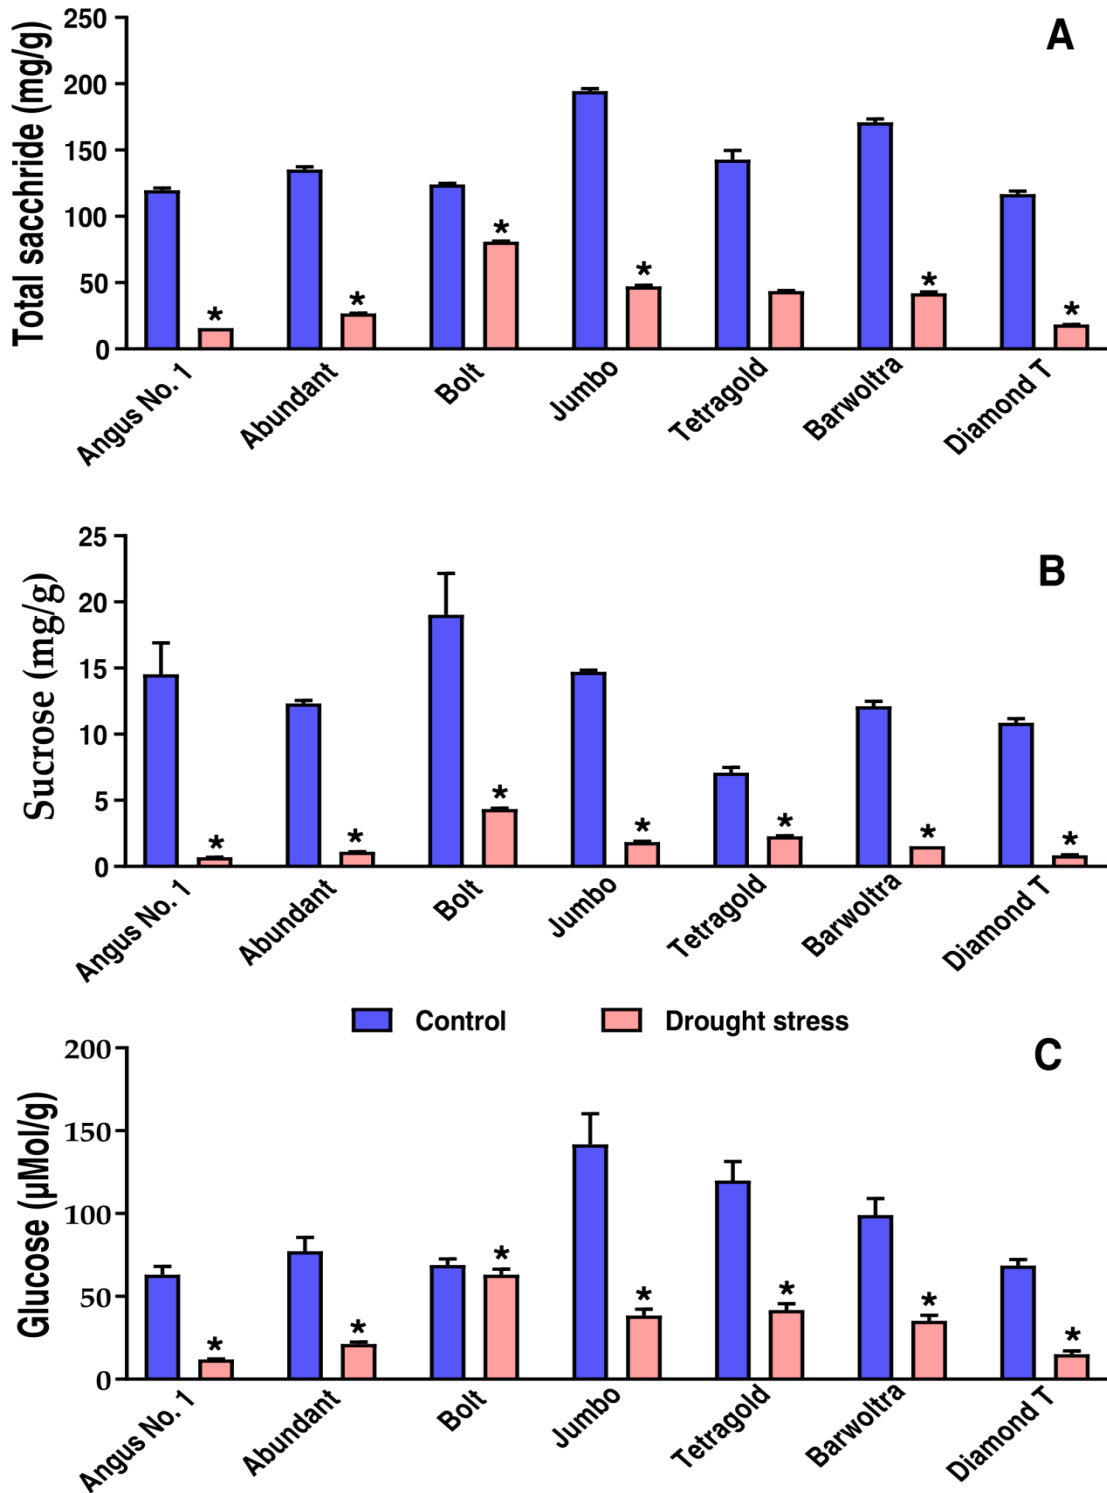 A
Total sacchride (mg/g)
250
200
150
100
50
0
*
*
*
*
*
*
Angus No. 1
Abundant
Bolt
Jumbo
Tetragold
Barwoltra
Diamond T
B
Sucrose (mg/g)
25
20
15
10
5
0
*
*
*
*
*
*
*
Angus No. 1
Abundant
Bolt
Jumbo
Tetragold
Barwoltra
Diamond T
Control
Drought stress
C
Glucose (μMol/g)
200
150
100
50
0
*
*
*
*
*
*
*
Angus No. 1
Abundant
Bolt
Jumbo
Tetragold
Barwoltra
Diamond T